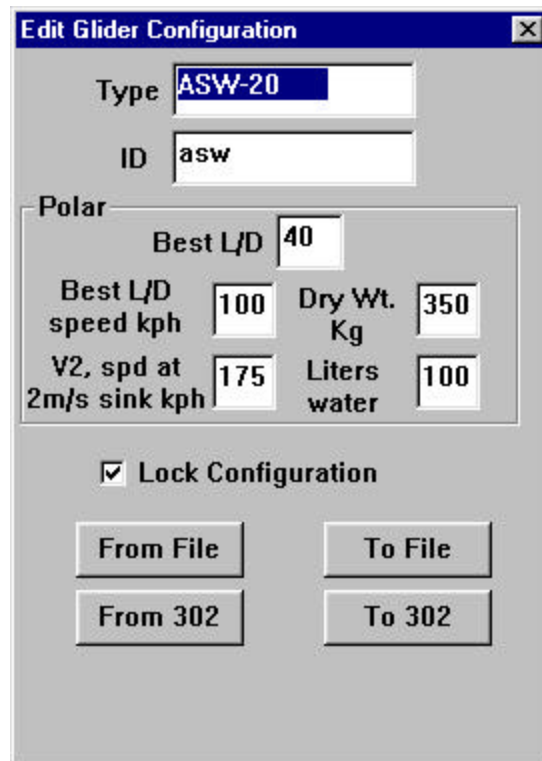 Edit Glider Configuration
Type ASW-20
ID asw
Polar
Best L/D 40
Best L/D
speed kph 100
Dry Wt.
Kg 350
V2, spd at
2m/s sink kph 175
Liters
water 100
Lock Configuration
From File To File
From 302 To 302